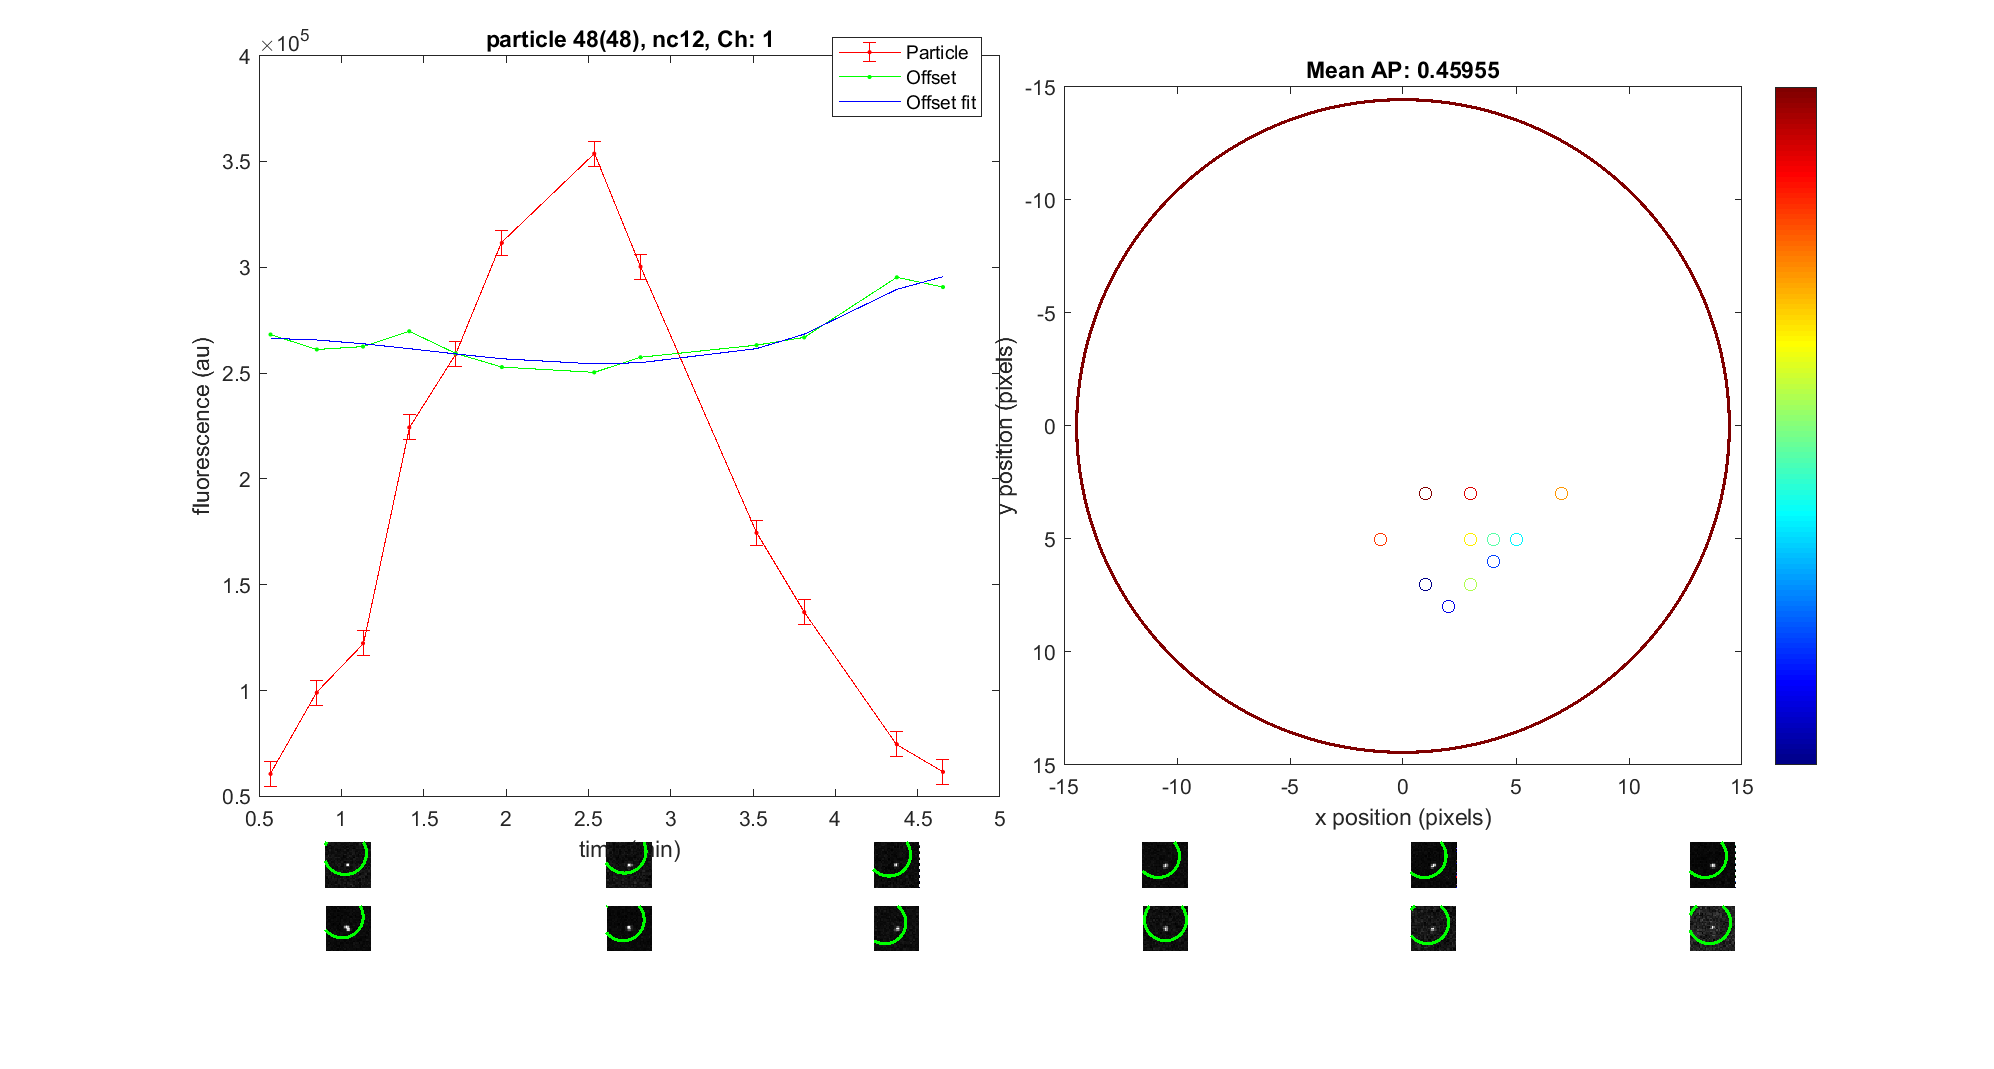 particle 48(48), nc12, Ch: 1
×10^5
Particle
Offset
Offset fit
4
3.5
3
2.5
2
1.5
1
0.5
fluorescence (au)
0.5 1 1.5 2 2.5 3 3.5 4 4.5 5
Mean AP: 0.45955
-15
-10
-5
0
5
10
15
y position (pixels)
-15 -10 -5 0 5 10 15
x position (pixels)